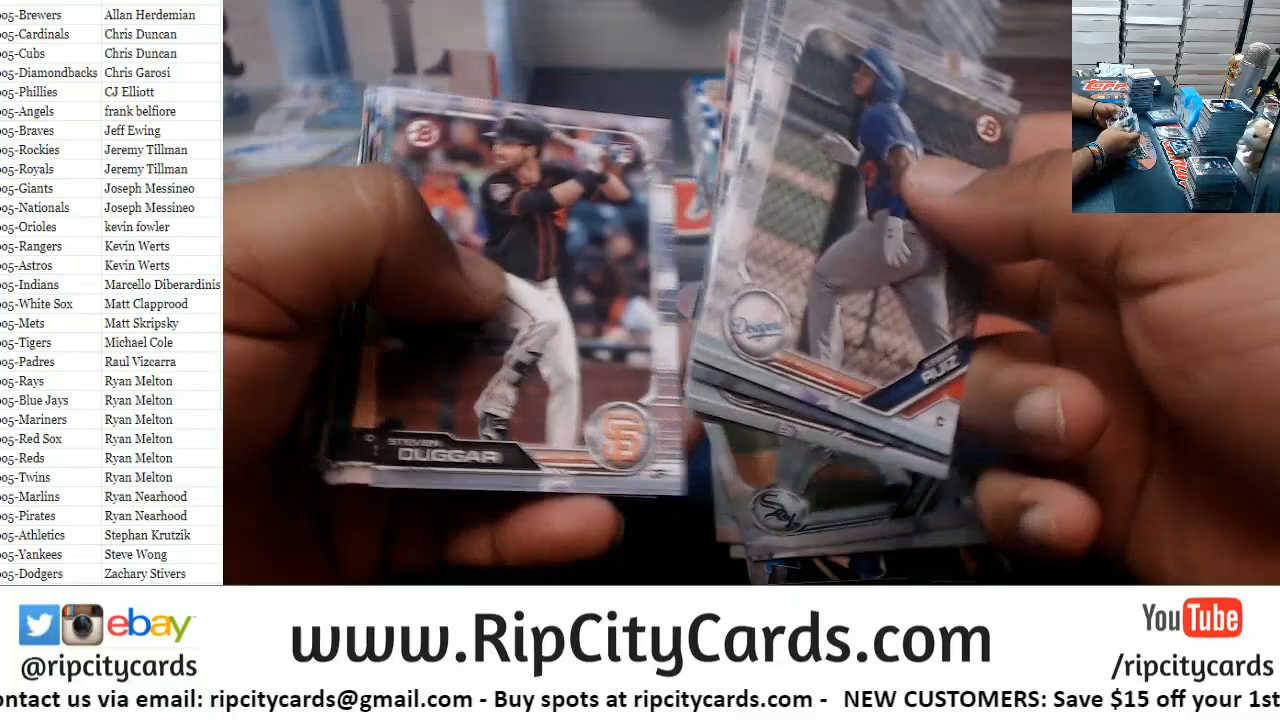 05-Brewers Allan Herdemian
05-Cardinals Chris Duncan
05-Cubs Chris Duncan
05-Diamondbacks Chris Garosi
05-Phillies CJ Elliott
05-Angels frank belfiore
05-Braves Jeff Ewing
05-Rockies Jeremy Tillman
05-Royals Jeremy Tillman
05-Giants Joseph Messineo
05-Nationals Joseph Messineo
05-Orioles kevin fowler
05-Rangers Kevin Werts
05-Astros Kevin Werts
05-Indians Marcello Diberardinis
05-White Sox Matt Clapprood
05-Mets Matt Skripsky
05-Tigers Michael Cole
05-Padres Raul Vizcarra
05-Rays Ryan Melton
05-Blue Jays Ryan Melton
05-Mariners Ryan Melton
05-Red Sox Ryan Melton
05-Reds Ryan Melton
05-Twins Ryan Melton
05-Marlins Ryan Nearhood
05-Pirates Ryan Nearhood
05-Athletics Stephan Krutzik
05-Yankees Steve Wong
05-Dodgers Zachary Stivers
B
STEVEN
DUGGAR
SF
B
Dodgers
RUIZ
C
Sox
TOPPS
ebay
@ripcitycards
www.RipCityCards.com
YouTube
/ripcitycards
ontact us via email: ripcitycards@gmail.com - Buy spots at ripcitycards.com - NEW CUSTOMERS: Save $15 off your 1st